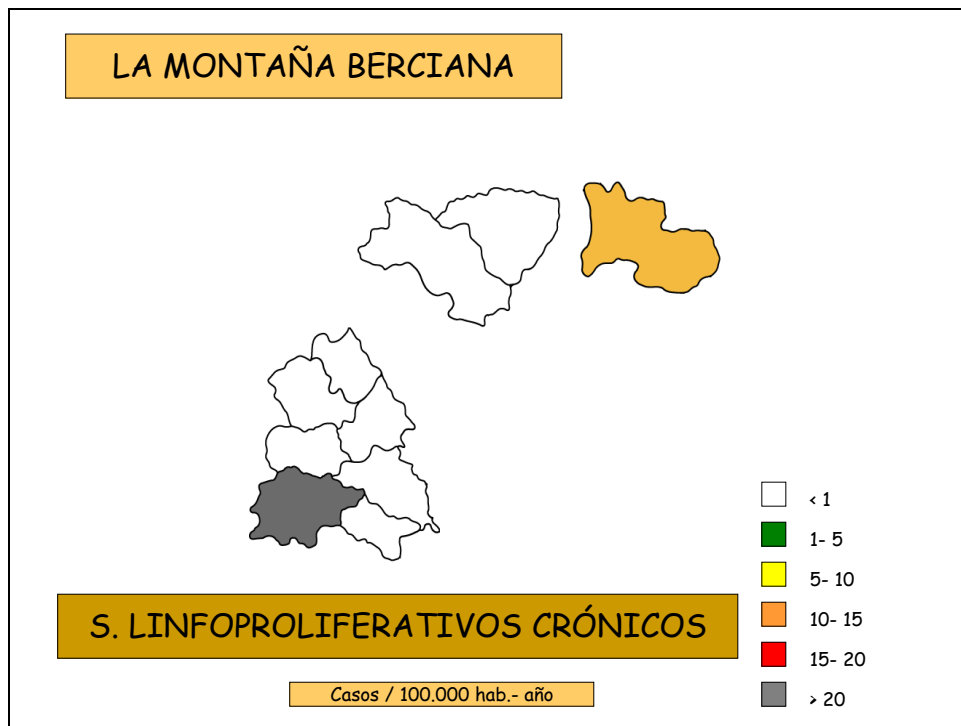 LA MONTAÑA BERCIANA
< 1
1- 5
5- 10
10- 15
15- 20
> 20
S. LINFOPROLIFERATIVOS CRÓNICOS
Casos / 100.000 hab.- año